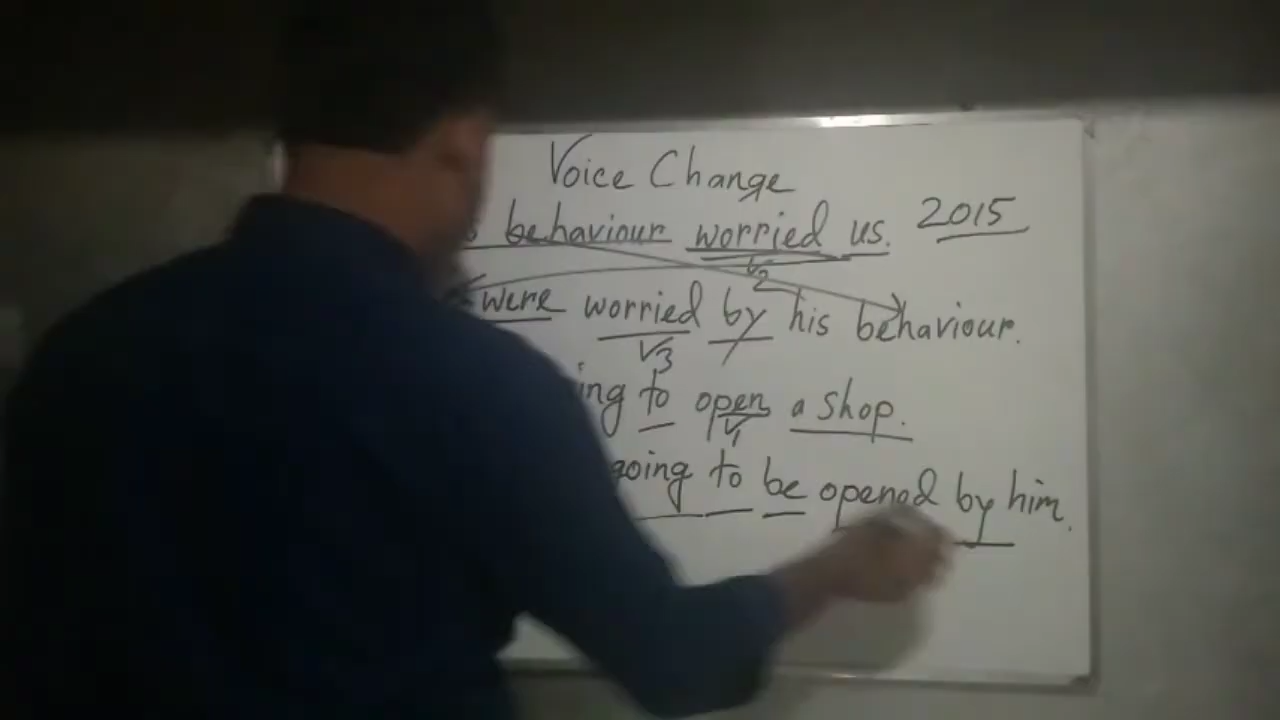 Voice Change
behaviour worried us. 2015
V2
were worried by his behaviour.
V3
ing to open a shop.
V1
going to be opened by him.